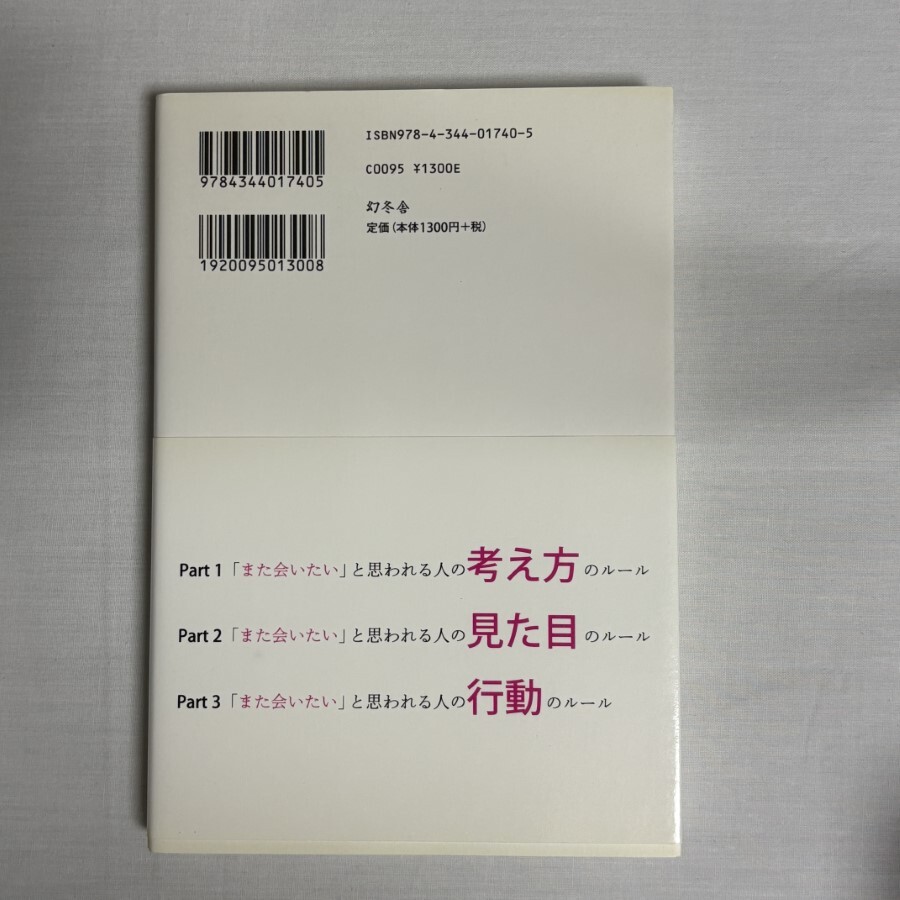 9784344017405
1920095013008
ISBN978-4-344-01740-5
C0095 ¥1300E
幻冬舎
定価(本体1300円+税)
Part 1「また会いたい」と思われる人の考え方のルール
Part 2「また会いたい」と思われる人の見た目のルール
Part 3「また会いたい」と思われる人の行動のルール